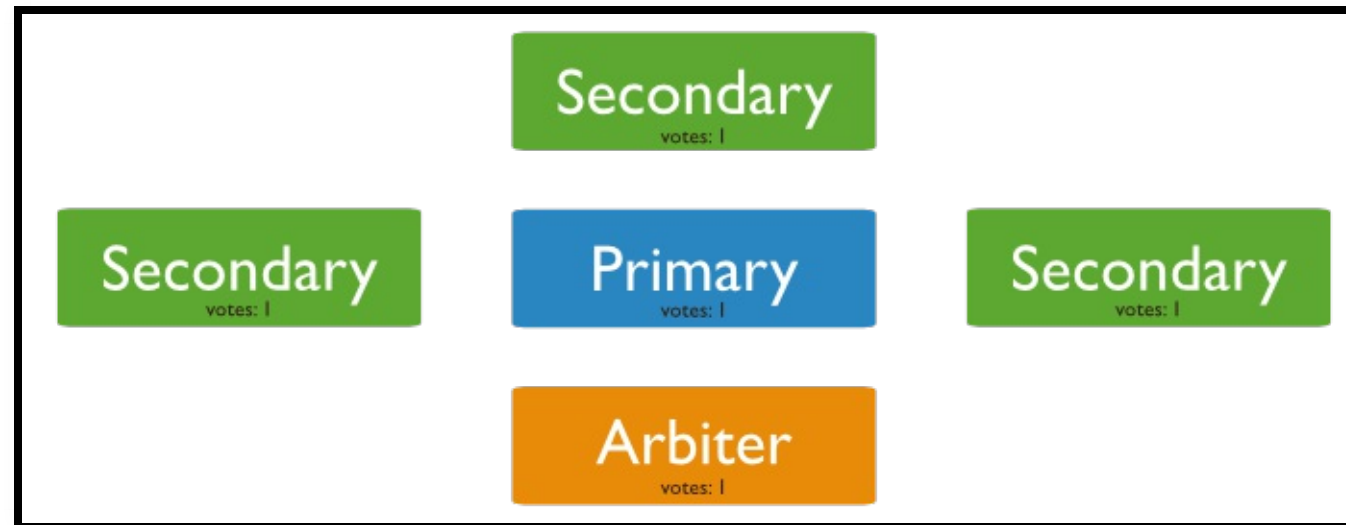 Secondary
votes: 1
Secondary
votes: 1
Primary
votes: 1
Secondary
votes: 1
Arbiter
votes: 1